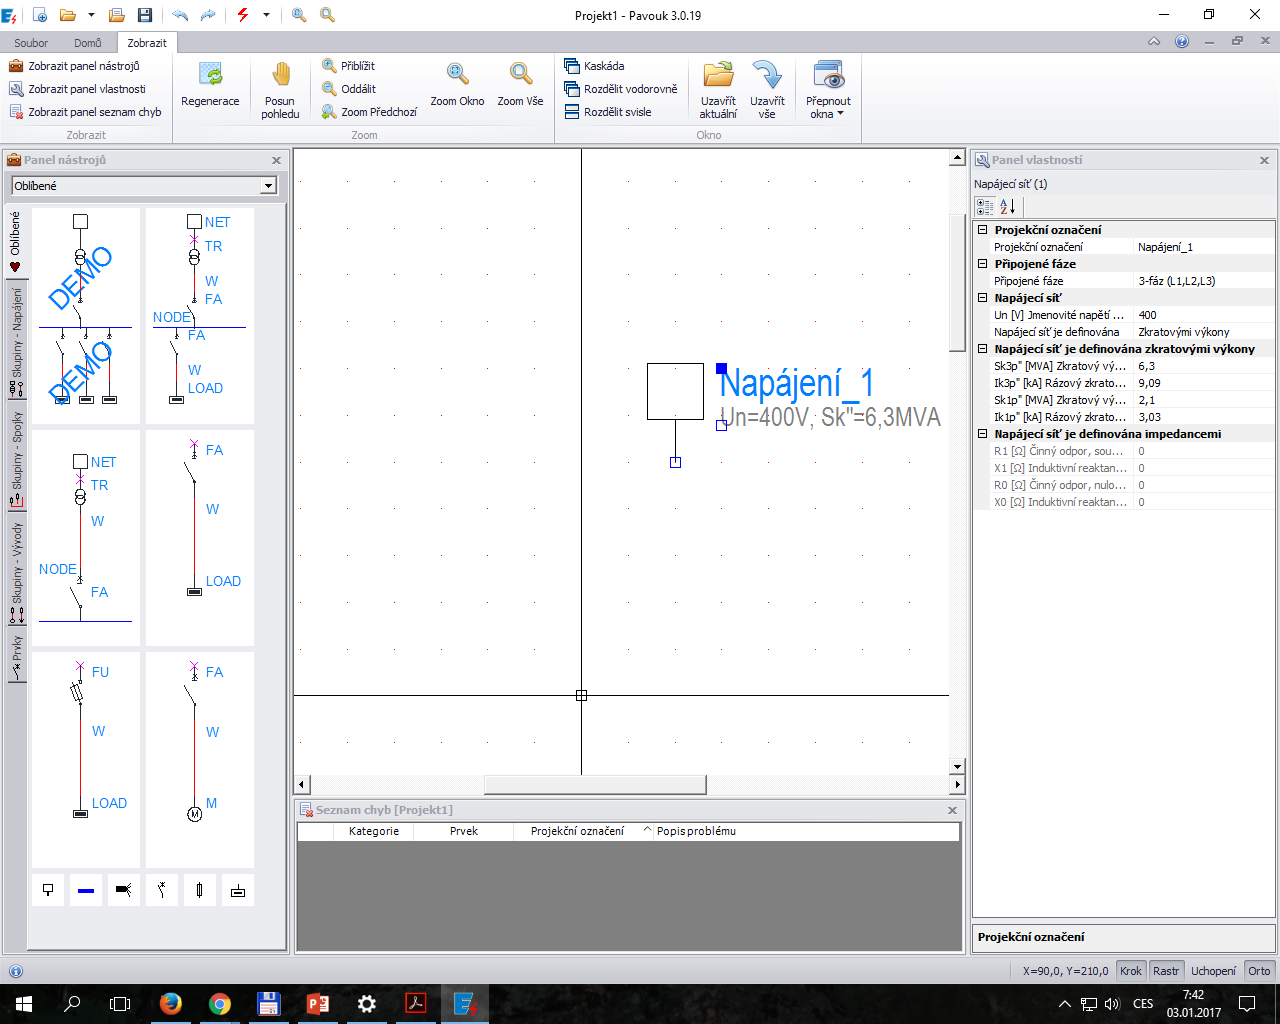 Projekt1 - Pavouk 3.0.19
Soubor
Domů
Zobrazit
Zobrazit panel nástrojů
Zobrazit panel vlastnosti
Zobrazit panel seznam chyb
Zobrazit
Regenerace
Posun pohledu
Přiblížit
Oddálit
Zoom Předchozí
Zoom Okno
Zoom Vše
Zoom
Kaskáda
Rozdělit vodorovně
Rozdělit svisle
Uzavřít aktuální
Uzavřít vše
Přepnout okna
Okno
Panel nástrojů
Oblíbené
Oblíbené
Skupiny - Napájení
Skupiny - Spojky
Skupiny - Vývody
Prvky
DEMO
DEMO
NET
TR
W
FA
NODE
FA
W
LOAD
NET
TR
W
NODE
FA
FA
W
LOAD
FU
W
LOAD
FA
W
M
M
Napájení_1
Un=400V, Sk"=6,3MVA
Seznam chyb [Projekt1]
Kategorie
Prvek
Projekční označení
Popis problému
Panel vlastností
Napájecí síť (1)
Projekční označení
Projekční označení Napájení_1
Připojené fáze
Připojené fáze 3-fáz (L1,L2,L3)
Napájecí síť
Un [V] Jmenovité napětí ... 400
Napájecí síť je definována Zkratovými výkony
Napájecí síť je definována zkratovými výkony
Sk3p" [MVA] Zkratový vý... 6,3
Ik3p" [kA] Rázový zkrato... 9,09
Sk1p" [MVA] Zkratový vý... 2,1
Ik1p" [kA] Rázový zkrato... 3,03
Napájecí síť je definována impedancemi
R1 [Ω] Činný odpor, sou... 0
X1 [Ω] Induktivní reaktan... 0
R0 [Ω] Činný odpor, nulo... 0
X0 [Ω] Induktivní reaktan... 0
Projekční označení
X=90,0, Y=210,0
Krok
Rastr
Uchopení
Orto
CES
7:42
03.01.2017